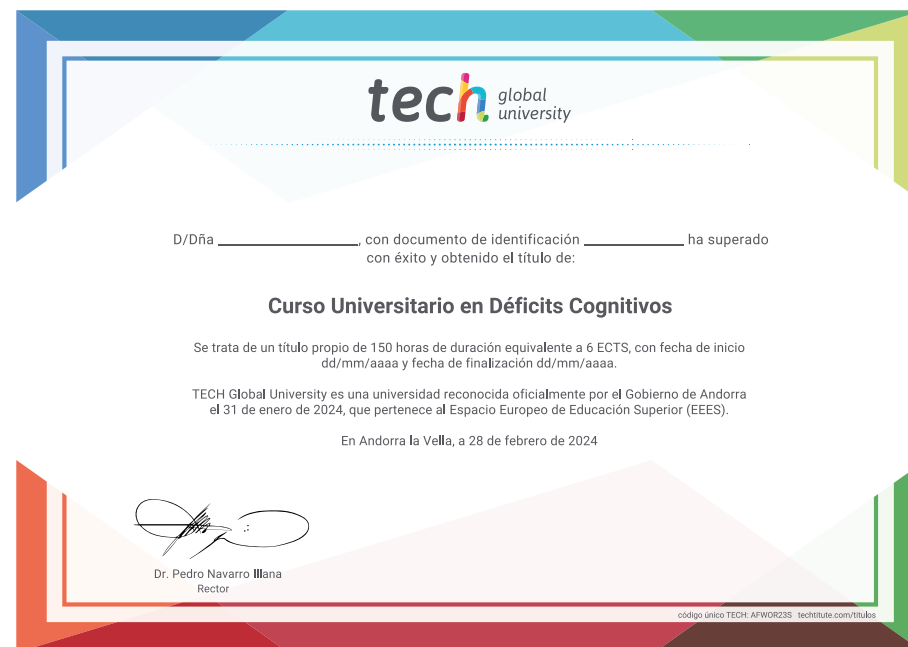 tech global university
D/Dña ___________________, con documento de identificación ______________ ha superado
con éxito y obtenido el título de:
Curso Universitario en Déficits Cognitivos
Se trata de un título propio de 150 horas de duración equivalente a 6 ECTS, con fecha de inicio
dd/mm/aaaa y fecha de finalización dd/mm/aaaa.
TECH Global University es una universidad reconocida oficialmente por el Gobierno de Andorra
el 31 de enero de 2024, que pertenece al Espacio Europeo de Educación Superior (EEES).
En Andorra la Vella, a 28 de febrero de 2024
Dr. Pedro Navarro Illana
Rector
código único TECH: AFWOR23S techtitute.com/titulos